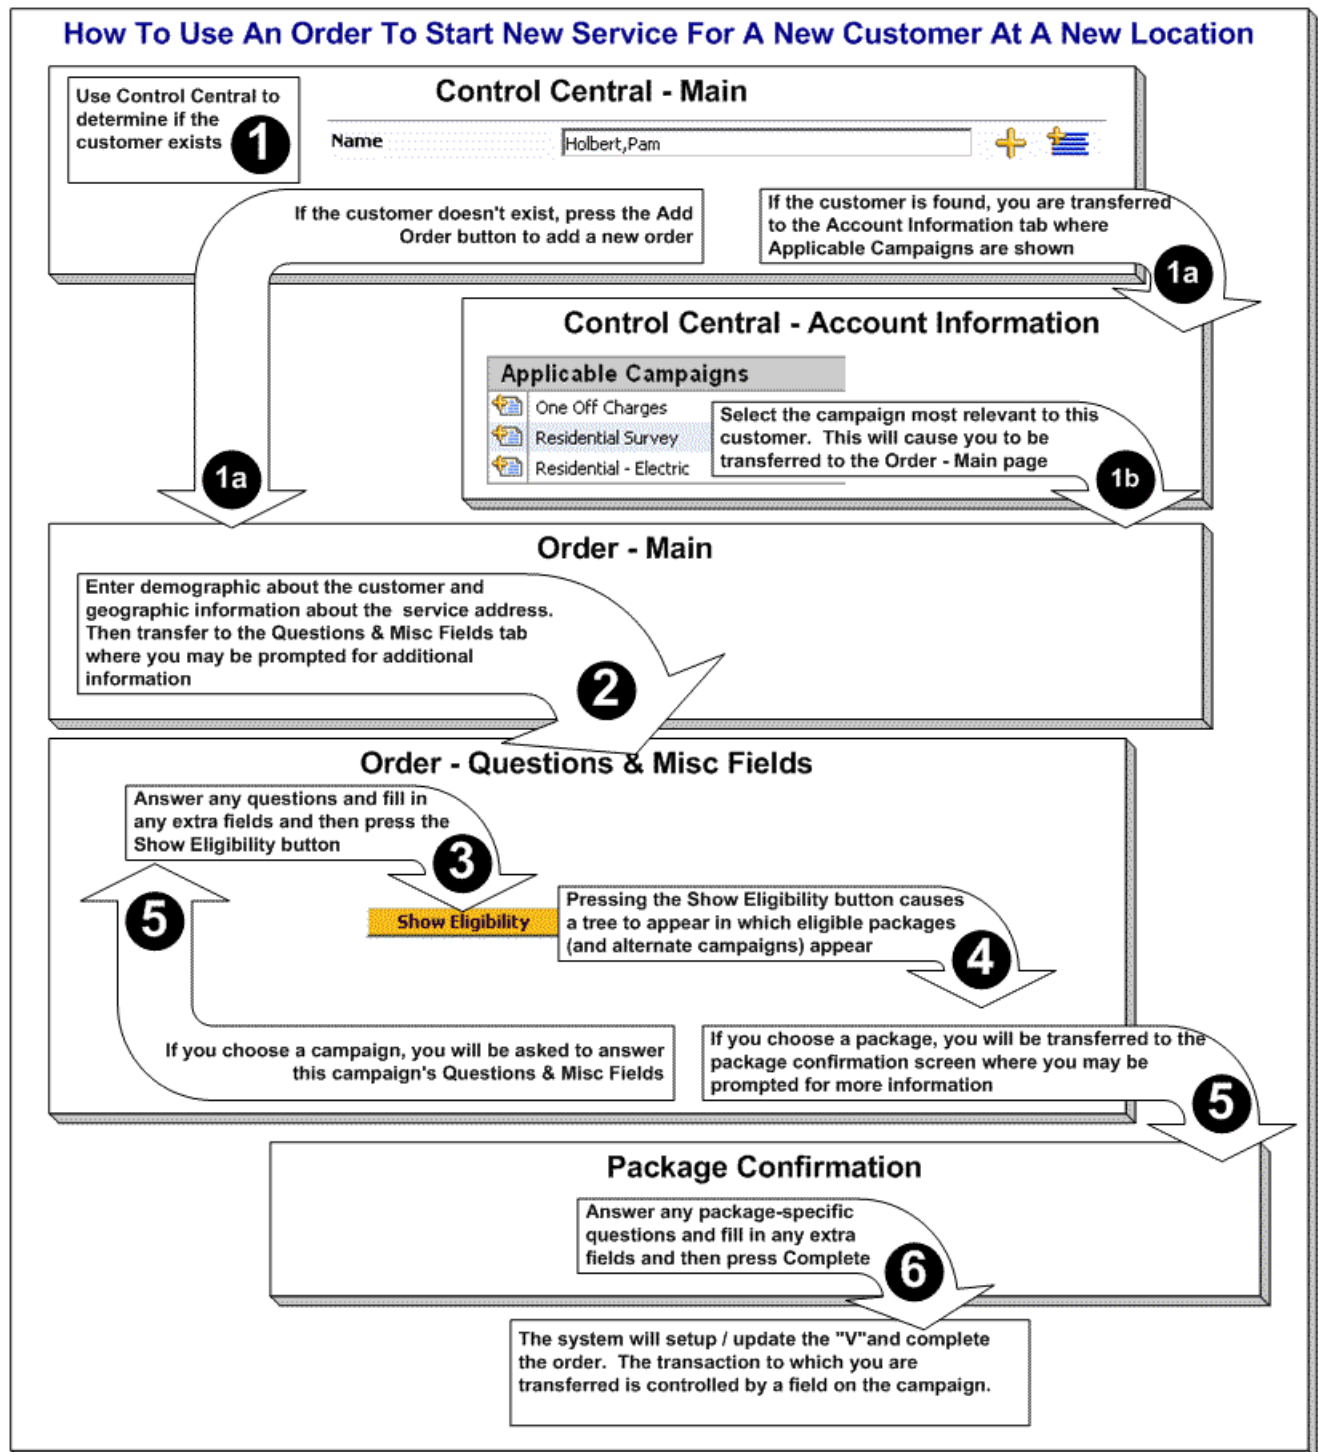 How To Use An Order To Start New Service For A New Customer At A New Location
Control Central - Main
Use Control Central to
determine if the
customer exists
1
Name
Holbert,Pam
If the customer doesn't exist, press the Add
Order button to add a new order
If the customer is found, you are transferred
to the Account Information tab where
Applicable Campaigns are shown
1a
Control Central - Account Information
Applicable Campaigns
One Off Charges
Residential Survey
Residential - Electric
Select the campaign most relevant to this
customer. This will cause you to be
transferred to the Order - Main page
1a
1b
Order - Main
Enter demographic about the customer and
geographic information about the service address.
Then transfer to the Questions & Misc Fields tab
where you may be prompted for additional
information
2
Order - Questions & Misc Fields
Answer any questions and fill in
any extra fields and then press the
Show Eligibility button
3
5
Show Eligibility
Pressing the Show Eligibility button causes
a tree to appear in which eligible packages
(and alternate campaigns) appear
4
If you choose a campaign, you will be asked to answer
this campaign's Questions & Misc Fields
If you choose a package, you will be transferred to the
package confirmation screen where you may be
prompted for more information
5
Package Confirmation
Answer any package-specific
questions and fill in any extra
fields and then press Complete
6
The system will setup / update the "V"and complete
the order. The transaction to which you are
transferred is controlled by a field on the campaign.